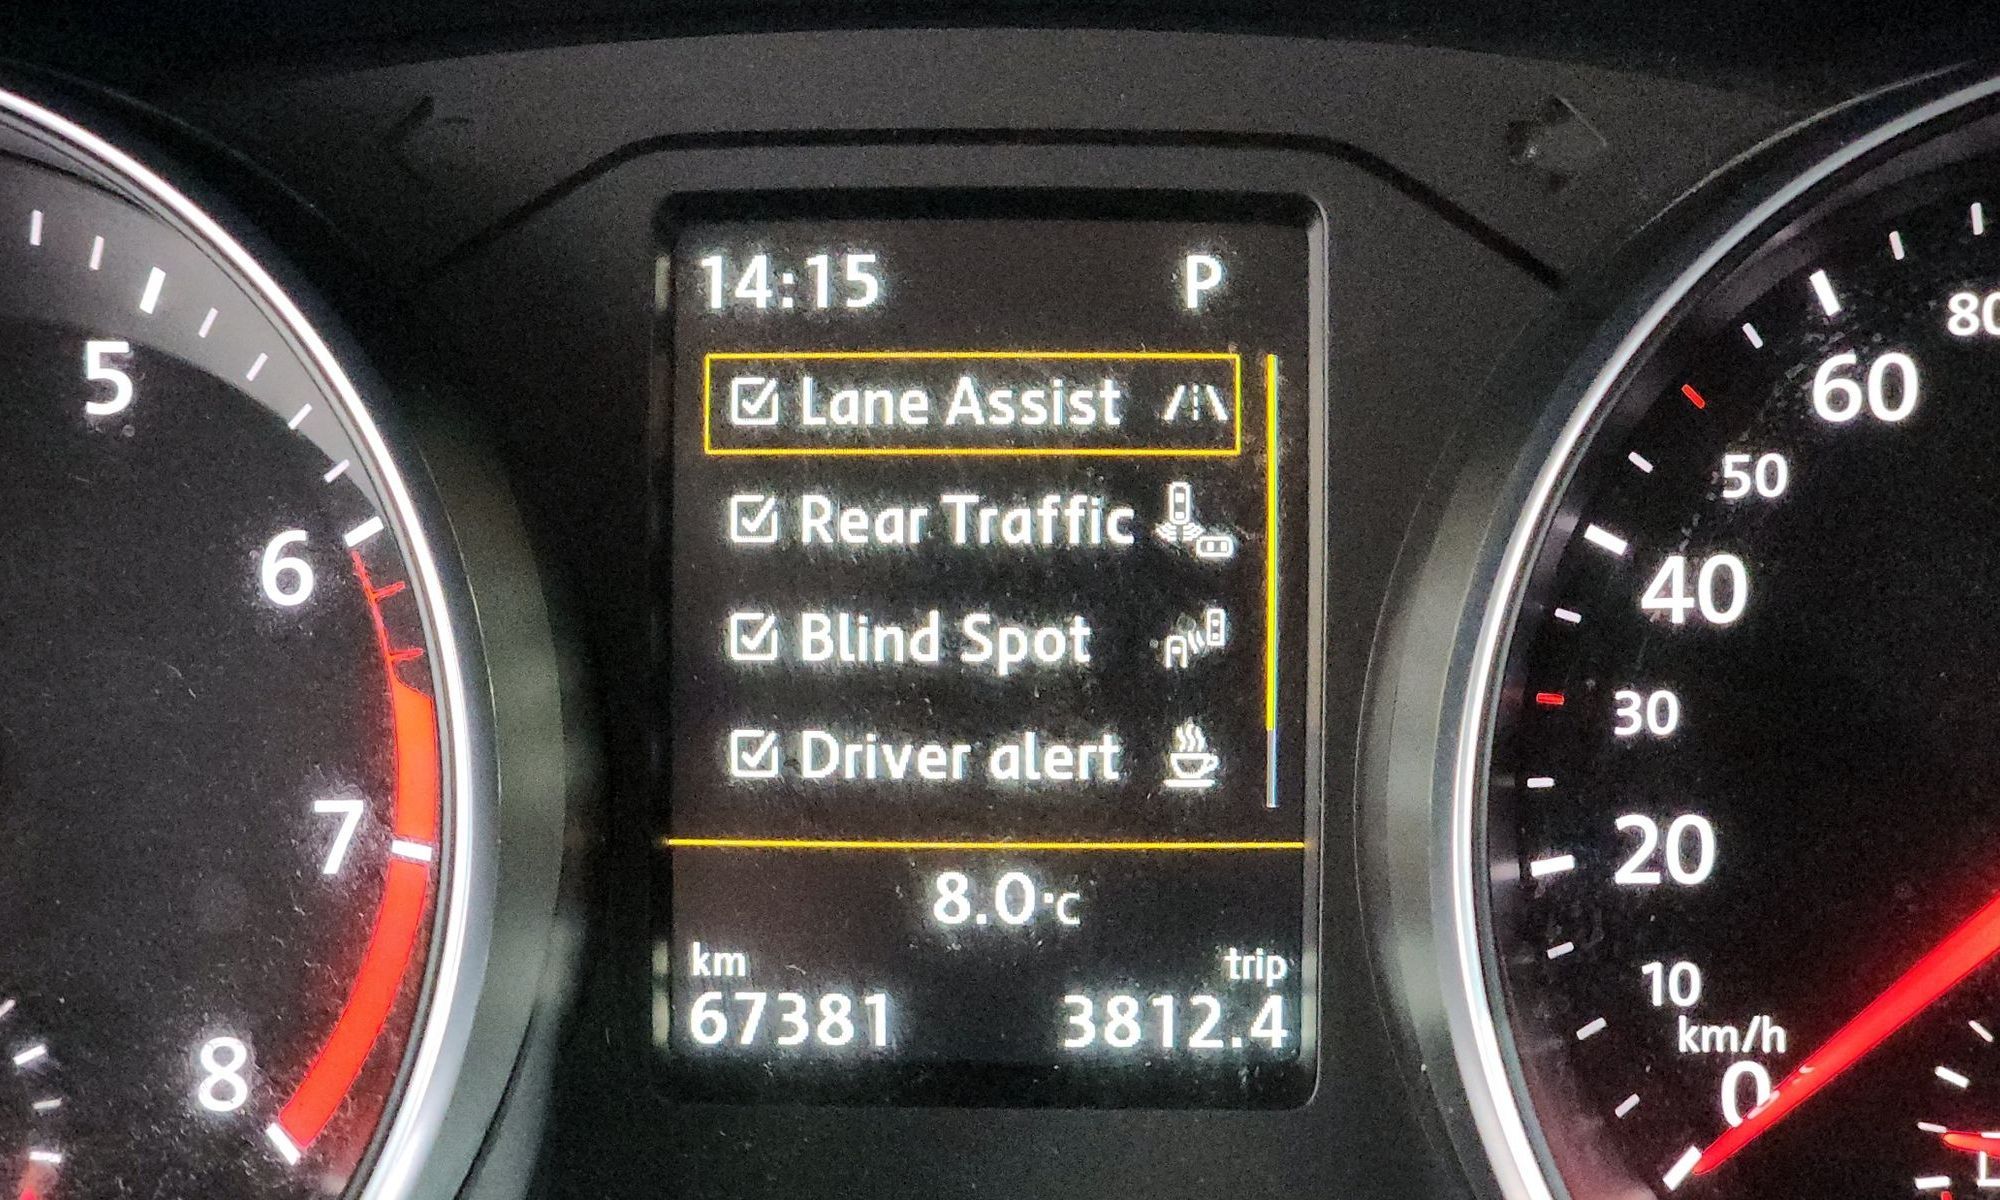 14:15 P
Lane Assist
Rear Traffic
Blind Spot
Driver alert
8.0°C
km trip
67381 3812.4
5
6
7
8
80
60
50
40
30
20
10
km/h
0